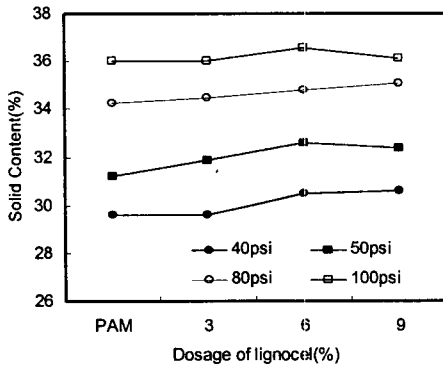 38
36
34
32
30
28
26
Solid Content(%)
40psi
50psi
80psi
100psi
PAM
3
6
9
Dosage of lignocel(%)